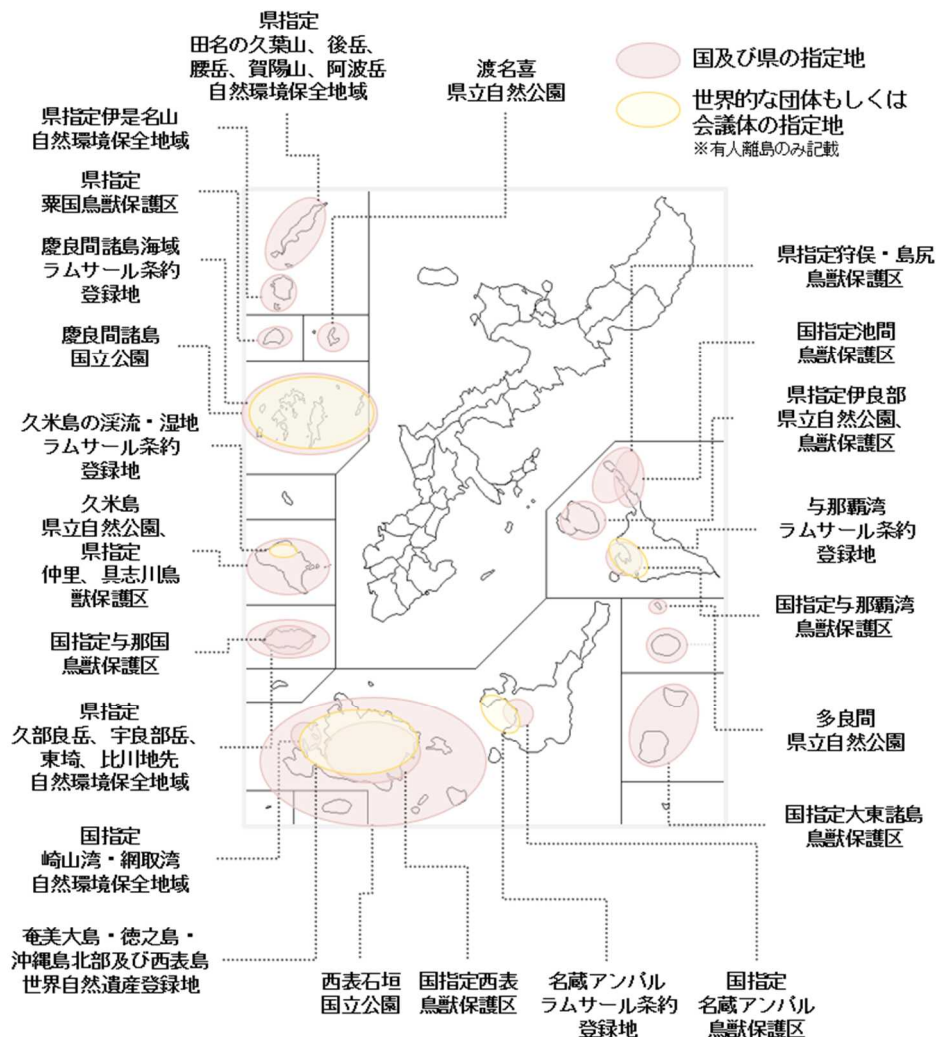 県指定
田名の久葉山、後岳、
腰岳、賀陽山、阿波岳
自然環境保全地域
渡名喜
県立自然公園
国及び県の指定地
世界的な団体もしくは
会議体の指定地
※有人離島のみ記載
県指定伊是名山
自然環境保全地域
県指定
粟国鳥獣保護区
慶良間諸島海域
ラムサール条約
登録地
慶良間諸島
国立公園
久米島の渓流・湿地
ラムサール条約
登録地
久米島
県立自然公園、
県指定
仲里、具志川鳥
獣保護区
国指定与那国
鳥獣保護区
県指定
久部良岳、宇良部岳、
東埼、比川地先
自然環境保全地域
国指定
崎山湾・網取湾
自然環境保全地域
奄美大島・徳之島・
沖縄島北部及び西表島
世界自然遺産登録地
西表石垣
国立公園
国指定西表
鳥獣保護区
名蔵アンパル
ラムサール条約
登録地
国指定
名蔵アンパル
鳥獣保護区
県指定狩俣・島尻
鳥獣保護区
国指定池間
鳥獣保護区
県指定伊良部
県立自然公園、
鳥獣保護区
与那覇湾
ラムサール条約
登録地
国指定与那覇湾
鳥獣保護区
多良間
県立自然公園
国指定大東諸島
鳥獣保護区